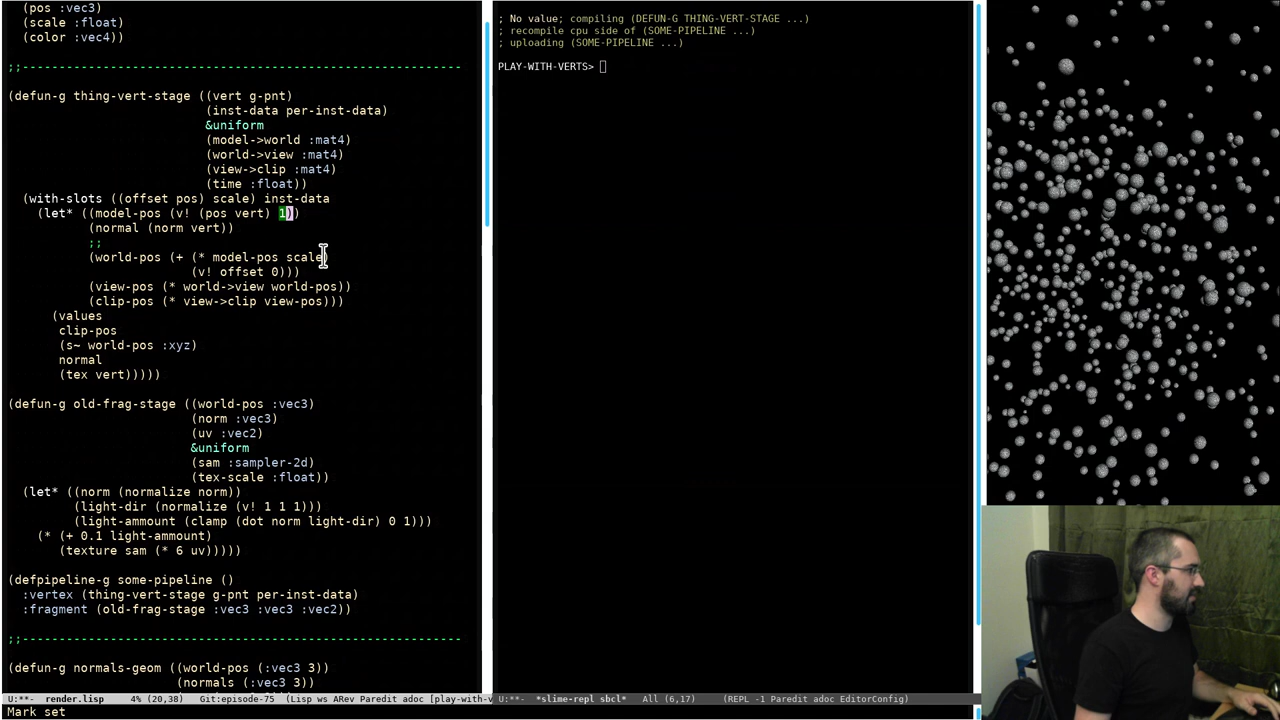 (pos :vec3)
(scale :float)
(color :vec4))
;;-----------------------------------------------------------
(defun-g thing-vert-stage ((vert g-pnt)
(inst-data per-inst-data)
&uniform
(model->world :mat4)
(world->view :mat4)
(view->clip :mat4)
(time :float))
(with-slots ((offset pos) scale) inst-data
(let* ((model-pos (v! (pos vert) 1))
(normal (norm vert))
;;
(world-pos (+ (* model-pos scale)
(v! offset 0)))
(view-pos (* world->view world-pos))
(clip-pos (* view->clip view-pos)))
(values
clip-pos
(s~ world-pos :xyz)
normal
(tex vert)))))
(defun-g old-frag-stage ((world-pos :vec3)
(norm :vec3)
(uv :vec2)
&uniform
(sam :sampler-2d)
(tex-scale :float))
(let* ((norm (normalize norm))
(light-dir (normalize (v! 1 1 1)))
(light-amount (clamp (dot norm light-dir) 0 1)))
(* (+ 0.1 light-amount)
(texture sam (* 6 uv)))))
(defpipeline-g some-pipeline ()
:vertex (thing-vert-stage g-pnt per-inst-data)
:fragment (old-frag-stage :vec3 :vec3 :vec2))
;;-----------------------------------------------------------
(defun-g normals-geom ((world-pos (:vec3 3))
(normals (:vec3 3))
U:**-  render.lisp     4% (20,38)    Git:episode-75  (Lisp ws ARev Paredit adoc [play-with-v
Mark set
; No value; compiling (DEFUN-G THING-VERT-STAGE ...)
; recompile cpu side of (SOME-PIPELINE ...)
; uploading (SOME-PIPELINE ...)
PLAY-WITH-VERTS>
U:**-  *slime-repl sbcl*   All (6,17)     (REPL -1 Paredit adoc EditorConfig)